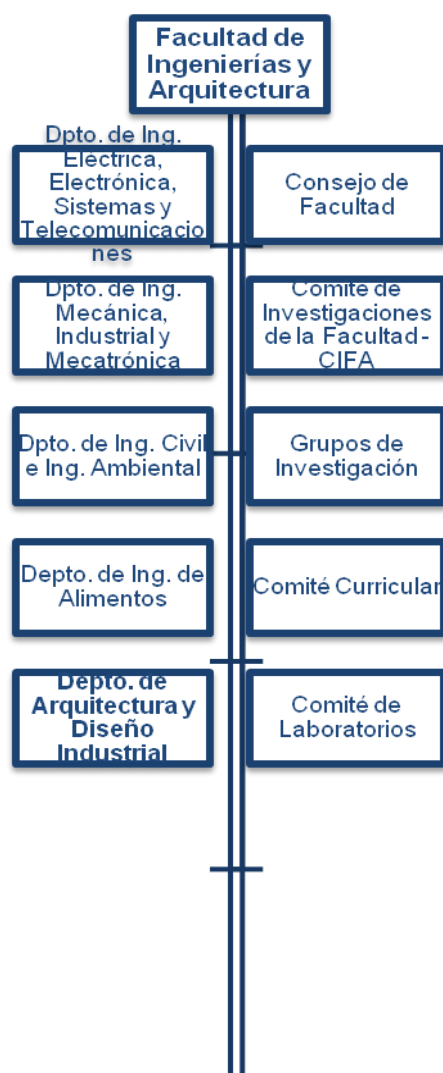 Facultad de
Ingenierías y
Arquitectura
Dpto. de Ing.
Eléctrica,
Electrónica,
Sistemas y
Telecomunicacio
nes
Consejo de
Facultad
Dpto. de Ing.
Mecánica,
Industrial y
Mecatrónica
Comité de
Investigaciones
de la Facultad-
CIFA
Dpto. de Ing. Civil
e Ing. Ambiental
Grupos de
Investigación
Depto. de Ing. de
Alimentos
Comité Curricular
Depto. de
Arquitectura y
Diseño
Industrial
Comité de
Laboratorios